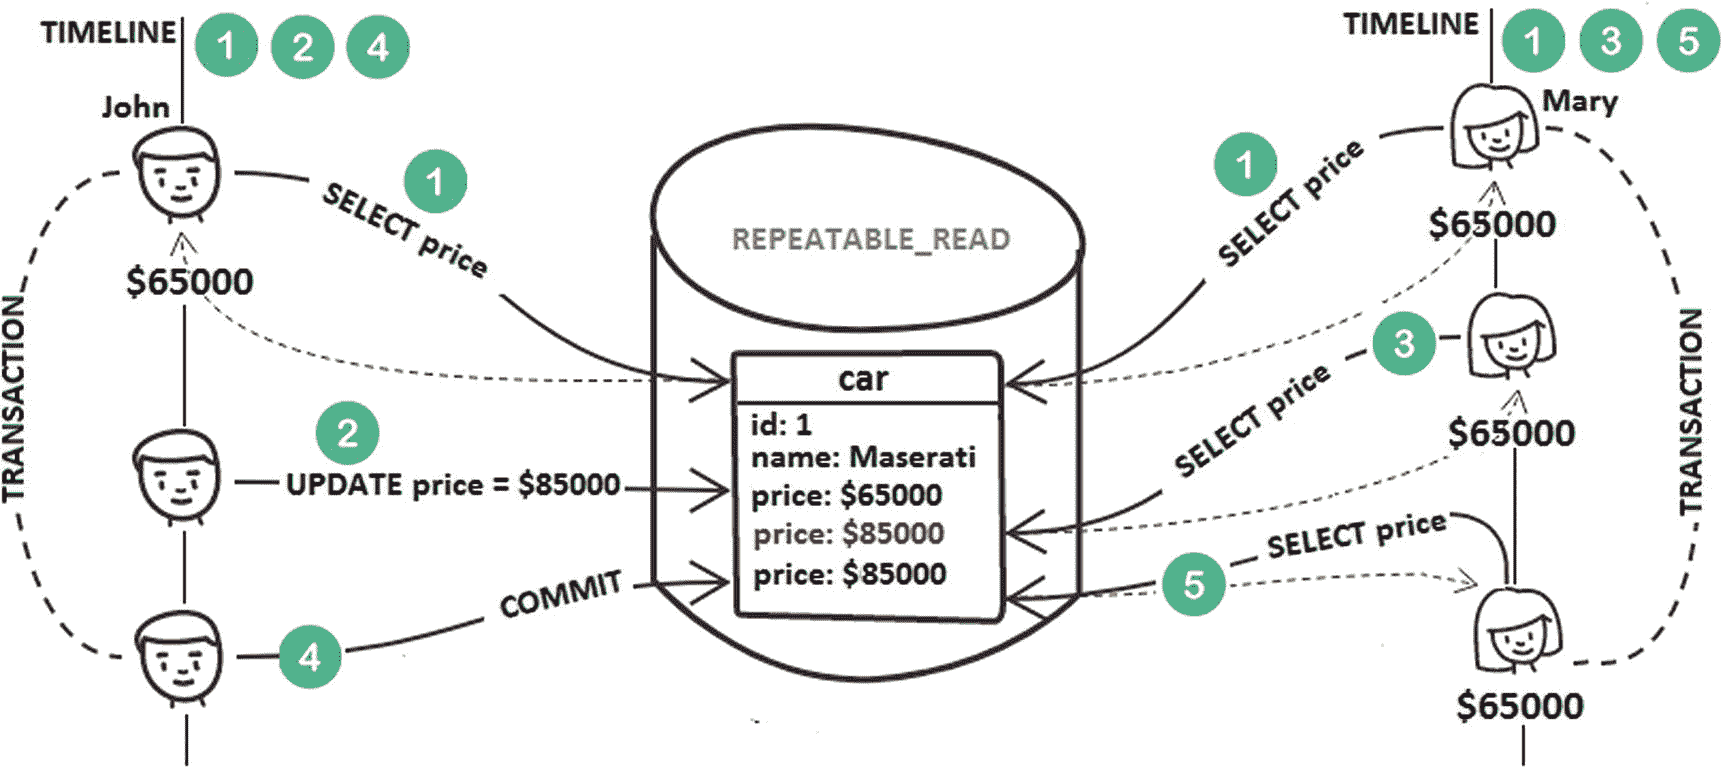 TIMELINE 1 2 4
John
TRANSACTION
1
SELECT price
$65000
2
UPDATE price = $85000
4
COMMIT
REPEATABLE_READ
car
id: 1
name: Maserati
price: $65000
price: $85000
price: $85000
TIMELINE 1 3 5
Mary
TRANSACTION
1
SELECT price
$65000
3
SELECT price
$65000
5
SELECT price
$65000